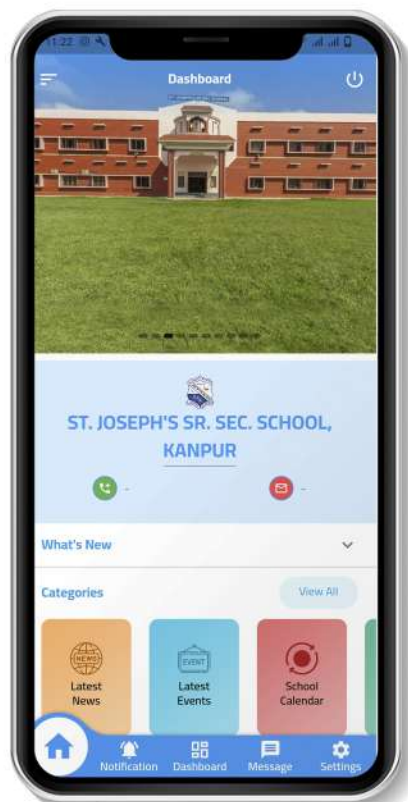 11:22
Dashboard
ST. JOSEPH'S SR. SEC. SCHOOL,
KANPUR
-
-
What's New
Categories
View All
NEWS
EVENT
Latest
News
Latest
Events
School
Calendar
Notification
Dashboard
Message
Settings